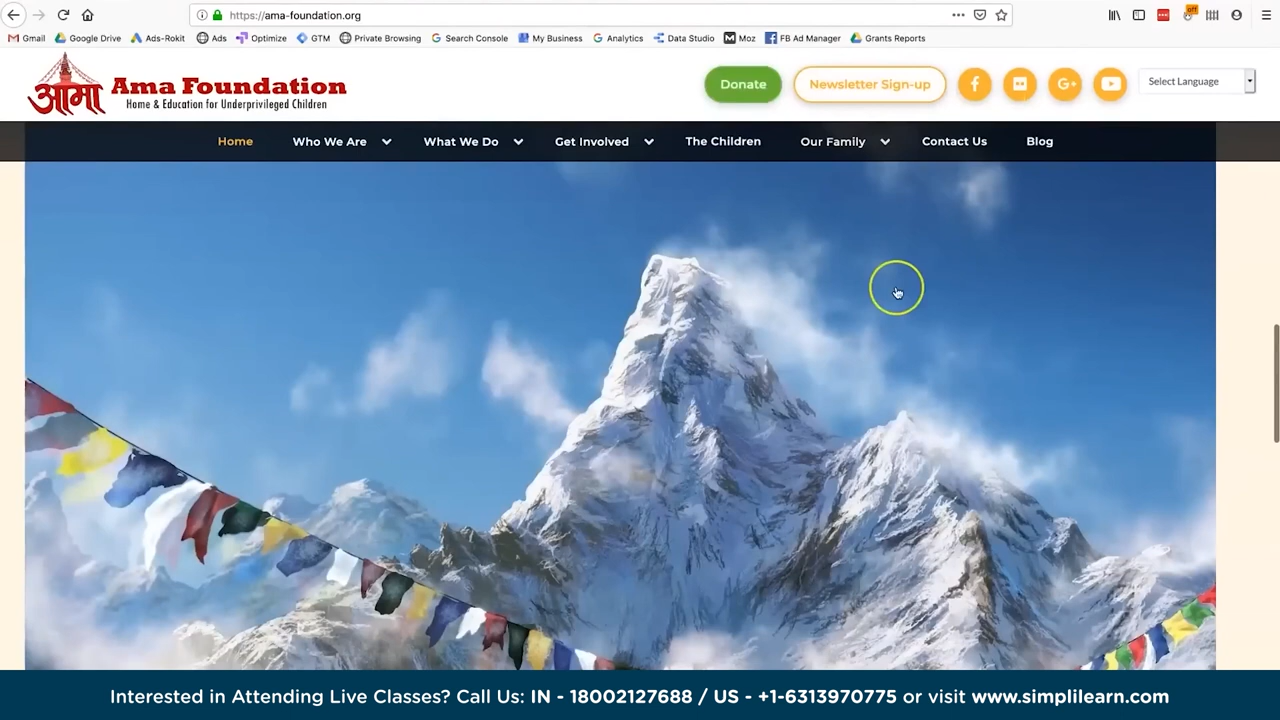 https://ama-foundation.org
Gmail Google Drive Ads-Rokit Ads Optimize GTM Private Browsing Search Console My Business Analytics Data Studio Moz FB Ad Manager Grants Reports
off
आमा Ama Foundation
Home & Education for Underprivileged Children
Donate Newsletter Sign-up G+ Select Language
Home Who We Are What We Do Get Involved The Children Our Family Contact Us Blog
Interested in Attending Live Classes? Call Us: IN - 18002127688 / US - +1-6313970775 or visit www.simplilearn.com